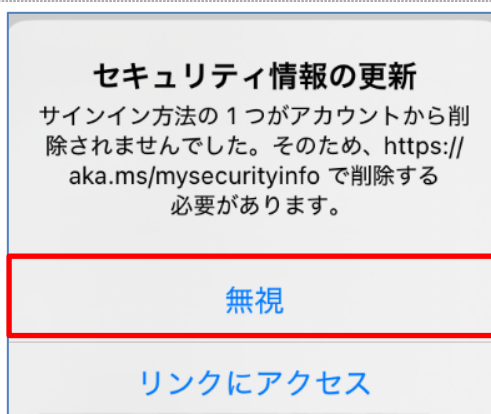 セキュリティ情報の更新
サインイン方法の 1 つがアカウントから削
除されませんでした。そのため、https://
aka.ms/mysecurityinfo で削除する
必要があります。
無視
リンクにアクセス